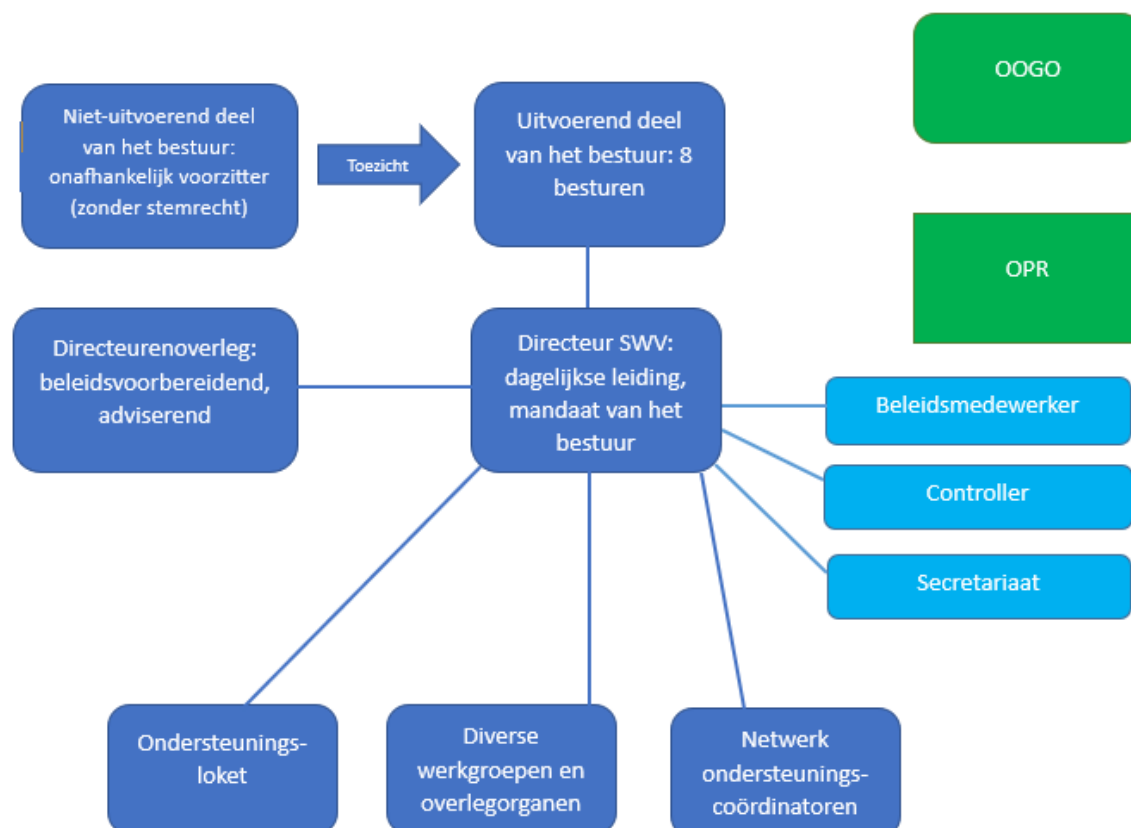 OOGO
Niet-uitvoerend deel
van het bestuur:
onafhankelijk voorzitter
(zonder stemrecht)
Toezicht
Uitvoerend deel
van het bestuur: 8
besturen
OPR
Directeurenoverleg:
beleidsvoorbereidend,
adviserend
Directeur SWV:
dagelijkse leiding,
mandaat van het
bestuur
Beleidsmedewerker
Controller
Secretariaat
Ondersteunings-
loket
Diverse
werkgroepen en
overlegorganen
Netwerk
ondersteunings-
coördinatoren